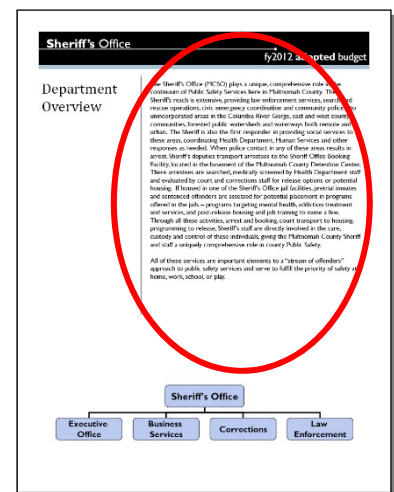 Sheriff's Office
fy2012 adopted budget
Department
Overview
The Sheriff's Office (MCSO) plays a unique, comprehensive role in the
continuum of Public Safety Services here in Multnomah County. The
Sheriff's reach is extensive, providing law enforcement services, search and
rescue operations, civic emergency coordination and community policing to
unincorporated areas in the Columbia River Gorge, east and west county
communities, forested public watersheds and waterways both remote and
urban. The Sheriff is also the first responder in providing social services to
these areas, coordinating Health Department, Human Services and other
responses as needed. When police contact in any of these areas results in
arrest, Sheriff's deputies transport arrestees to the Sheriff Office Booking
Facility, located in the basement of the Multnomah County Detention Center.
There arrestees are searched, medically screened by Health Department staff
and evaluated by court and corrections staff for release options or potential
housing. If housed in one of the Sheriff's Office jail facilities, pretrial inmates
and sentenced offenders are assessed for potential placement in programs
offered in the jails – programs targeting mental health, addiction treatment
and services, and post-release housing and job training to name a few.
Through all these activities, arrest and booking, court transport to housing,
programming to release, Sheriff's staff are directly involved in the care,
custody and control of these individuals, giving the Multnomah County Sheriff
and staff a uniquely comprehensive role in county Public Safety.
All of these services are important elements to a "stream of offenders"
approach to public safety services and serve to fulfill the priority of safety at
home, work, school, or play.
Sheriff's Office
Executive Office
Business Services
Corrections
Law Enforcement